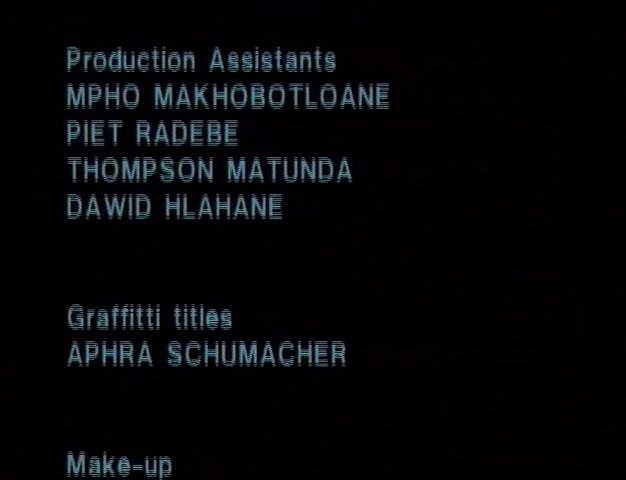 Production Assistants
MPHO MAKHOBOTLOANE
PIET RADEBE
THOMPSON MATUNDA
DAWID HLAHANE
Graffitti titles
APHRA SCHUMACHER
Make-up